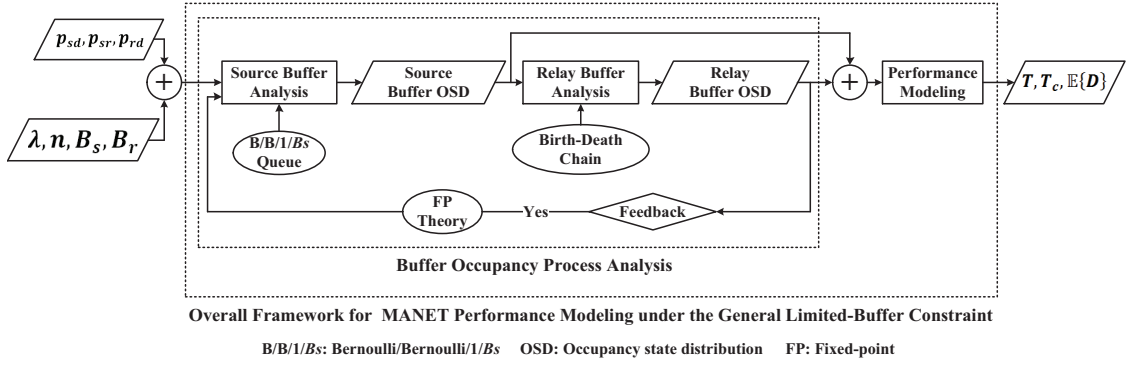 p_sd, p_sr, p_rd
λ, n, B_s, B_r
+
Source Buffer
Analysis
B/B/1/Bs
Queue
Source
Buffer OSD
Relay Buffer
Analysis
Birth-Death
Chain
Relay
Buffer OSD
+
Performance
Modeling
T, T_c, 𝔼{D}
FP
Theory
Yes
Feedback
Buffer Occupancy Process Analysis
Overall Framework for MANET Performance Modeling under the General Limited-Buffer Constraint
B/B/1/Bs: Bernoulli/Bernoulli/1/Bs OSD: Occupancy state distribution FP: Fixed-point